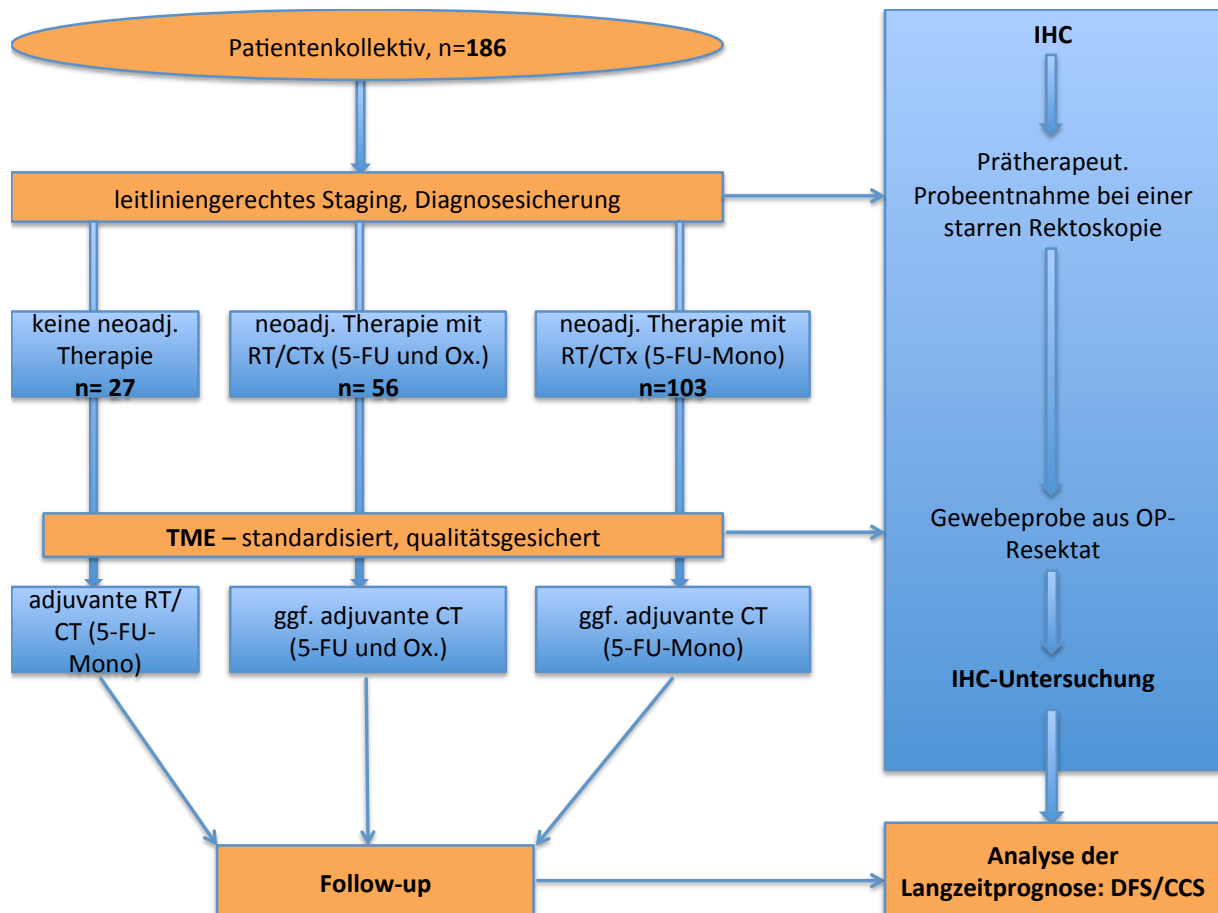 Patientenkollektiv, n=186
leitliniengerechtes Staging, Diagnosesicherung
keine neoadj.
Therapie
n= 27
neoadj. Therapie mit
RT/CTx (5-FU und Ox.)
n= 56
neoadj. Therapie mit
RT/CTx (5-FU-Mono)
n=103
TME – standardisiert, qualitätsgesichert
adjuvante RT/
CT (5-FU-
Mono)
ggf. adjuvante CT
(5-FU und Ox.)
ggf. adjuvante CT
(5-FU-Mono)
Follow-up
IHC
Prätherapeut.
Probeentnahme bei einer
starren Rektoskopie
Gewebeprobe aus OP-
Resektat
IHC-Untersuchung
Analyse der
Langzeitprognose: DFS/CCS